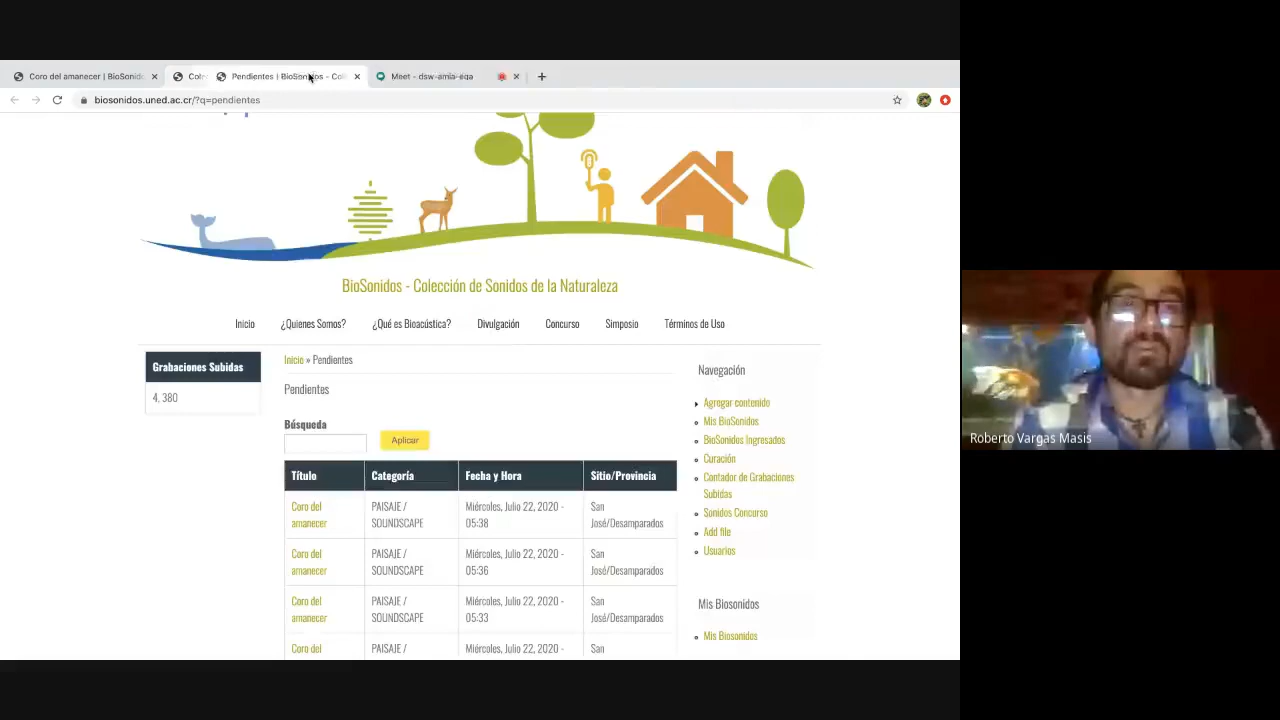 Coro del amanecer | BioSonid
Col
Pendientes | BioSonidos - Col
Meet - dsw-amia-eqa
biosonidos.uned.ac.cr/?q=pendientes
BioSonidos - Colección de Sonidos de la Naturaleza
Inicio ¿Quienes Somos? ¿Qué es Bioacústica? Divulgación Concurso Simposio Términos de Uso
Grabaciones Subidas
4, 380
Inicio » Pendientes
Pendientes
Búsqueda
Aplicar
Título Categoría Fecha y Hora Sitio/Provincia
Coro del PAISAJE / Miércoles, Julio 22, 2020 - San
amanecer SOUNDSCAPE 05:38 José/Desamparados
Coro del PAISAJE / Miércoles, Julio 22, 2020 - San
amanecer SOUNDSCAPE 05:36 José/Desamparados
Coro del PAISAJE / Miércoles, Julio 22, 2020 - San
amanecer SOUNDSCAPE 05:33 José/Desamparados
Coro del PAISAJE / Miércoles, Julio 22, 2020 - San
Navegación
Agregar contenido
Mis BioSonidos
BioSonidos Ingresados
Curación
Contador de Grabaciones
Subidas
Sonidos Concurso
Add file
Usuarios
Mis Biosonidos
Mis Biosonidos
Roberto Vargas Masis